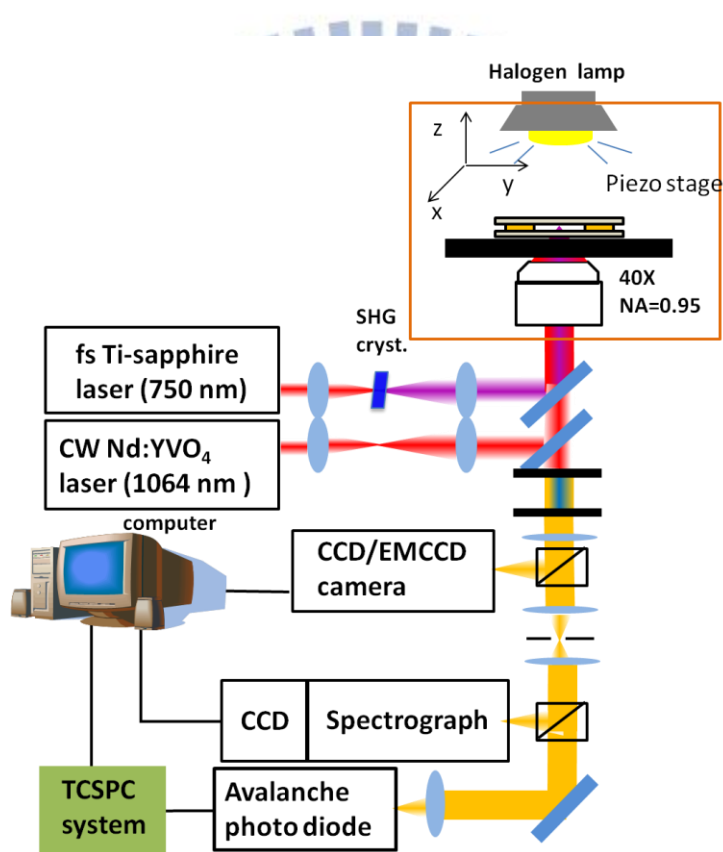 Halogen lamp
z
y
x
Piezo stage
40X
NA=0.95
SHG
cryst.
fs Ti-sapphire
laser (750 nm)
CW Nd:YVO4
laser (1064 nm )
computer
CCD/EMCCD
camera
CCD
Spectrograph
TCSPC
system
Avalanche
photo diode